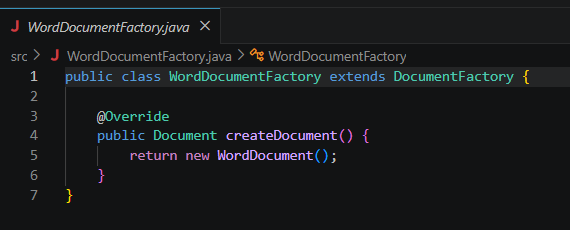 J WordDocumentFactory.java ×
src > J WordDocumentFactory.java > WordDocumentFactory
1 public class WordDocumentFactory extends DocumentFactory {
2
3     @Override
4     public Document createDocument() {
5         return new WordDocument();
6     }
7 }